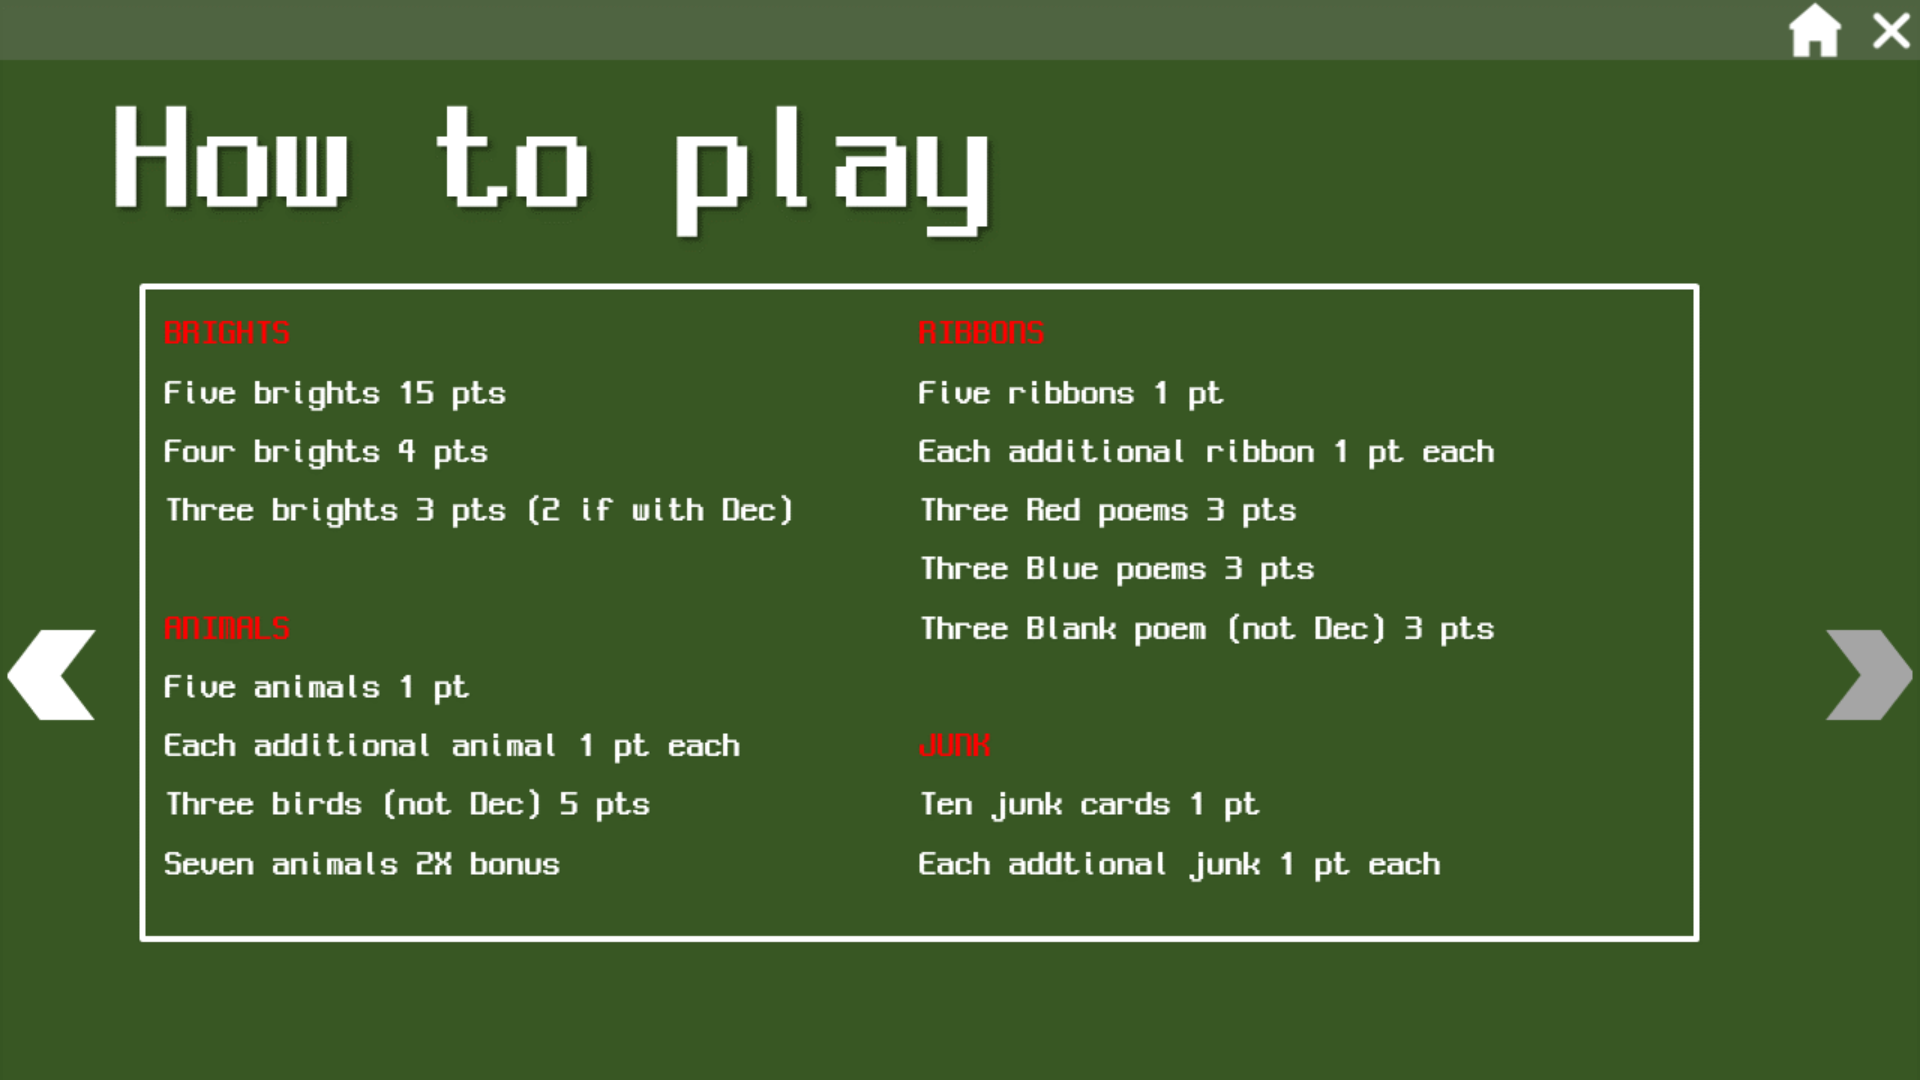 How to play
BRIGHTS
Five brights 15 pts
Four brights 4 pts
Three brights 3 pts (2 if with Dec)
ANIMALS
Five animals 1 pt
Each additional animal 1 pt each
Three birds (not Dec) 5 pts
Seven animals 2X bonus
RIBBONS
Five ribbons 1 pt
Each additional ribbon 1 pt each
Three Red poems 3 pts
Three Blue poems 3 pts
Three Blank poem (not Dec) 3 pts
JUNK
Ten junk cards 1 pt
Each addtional junk 1 pt each